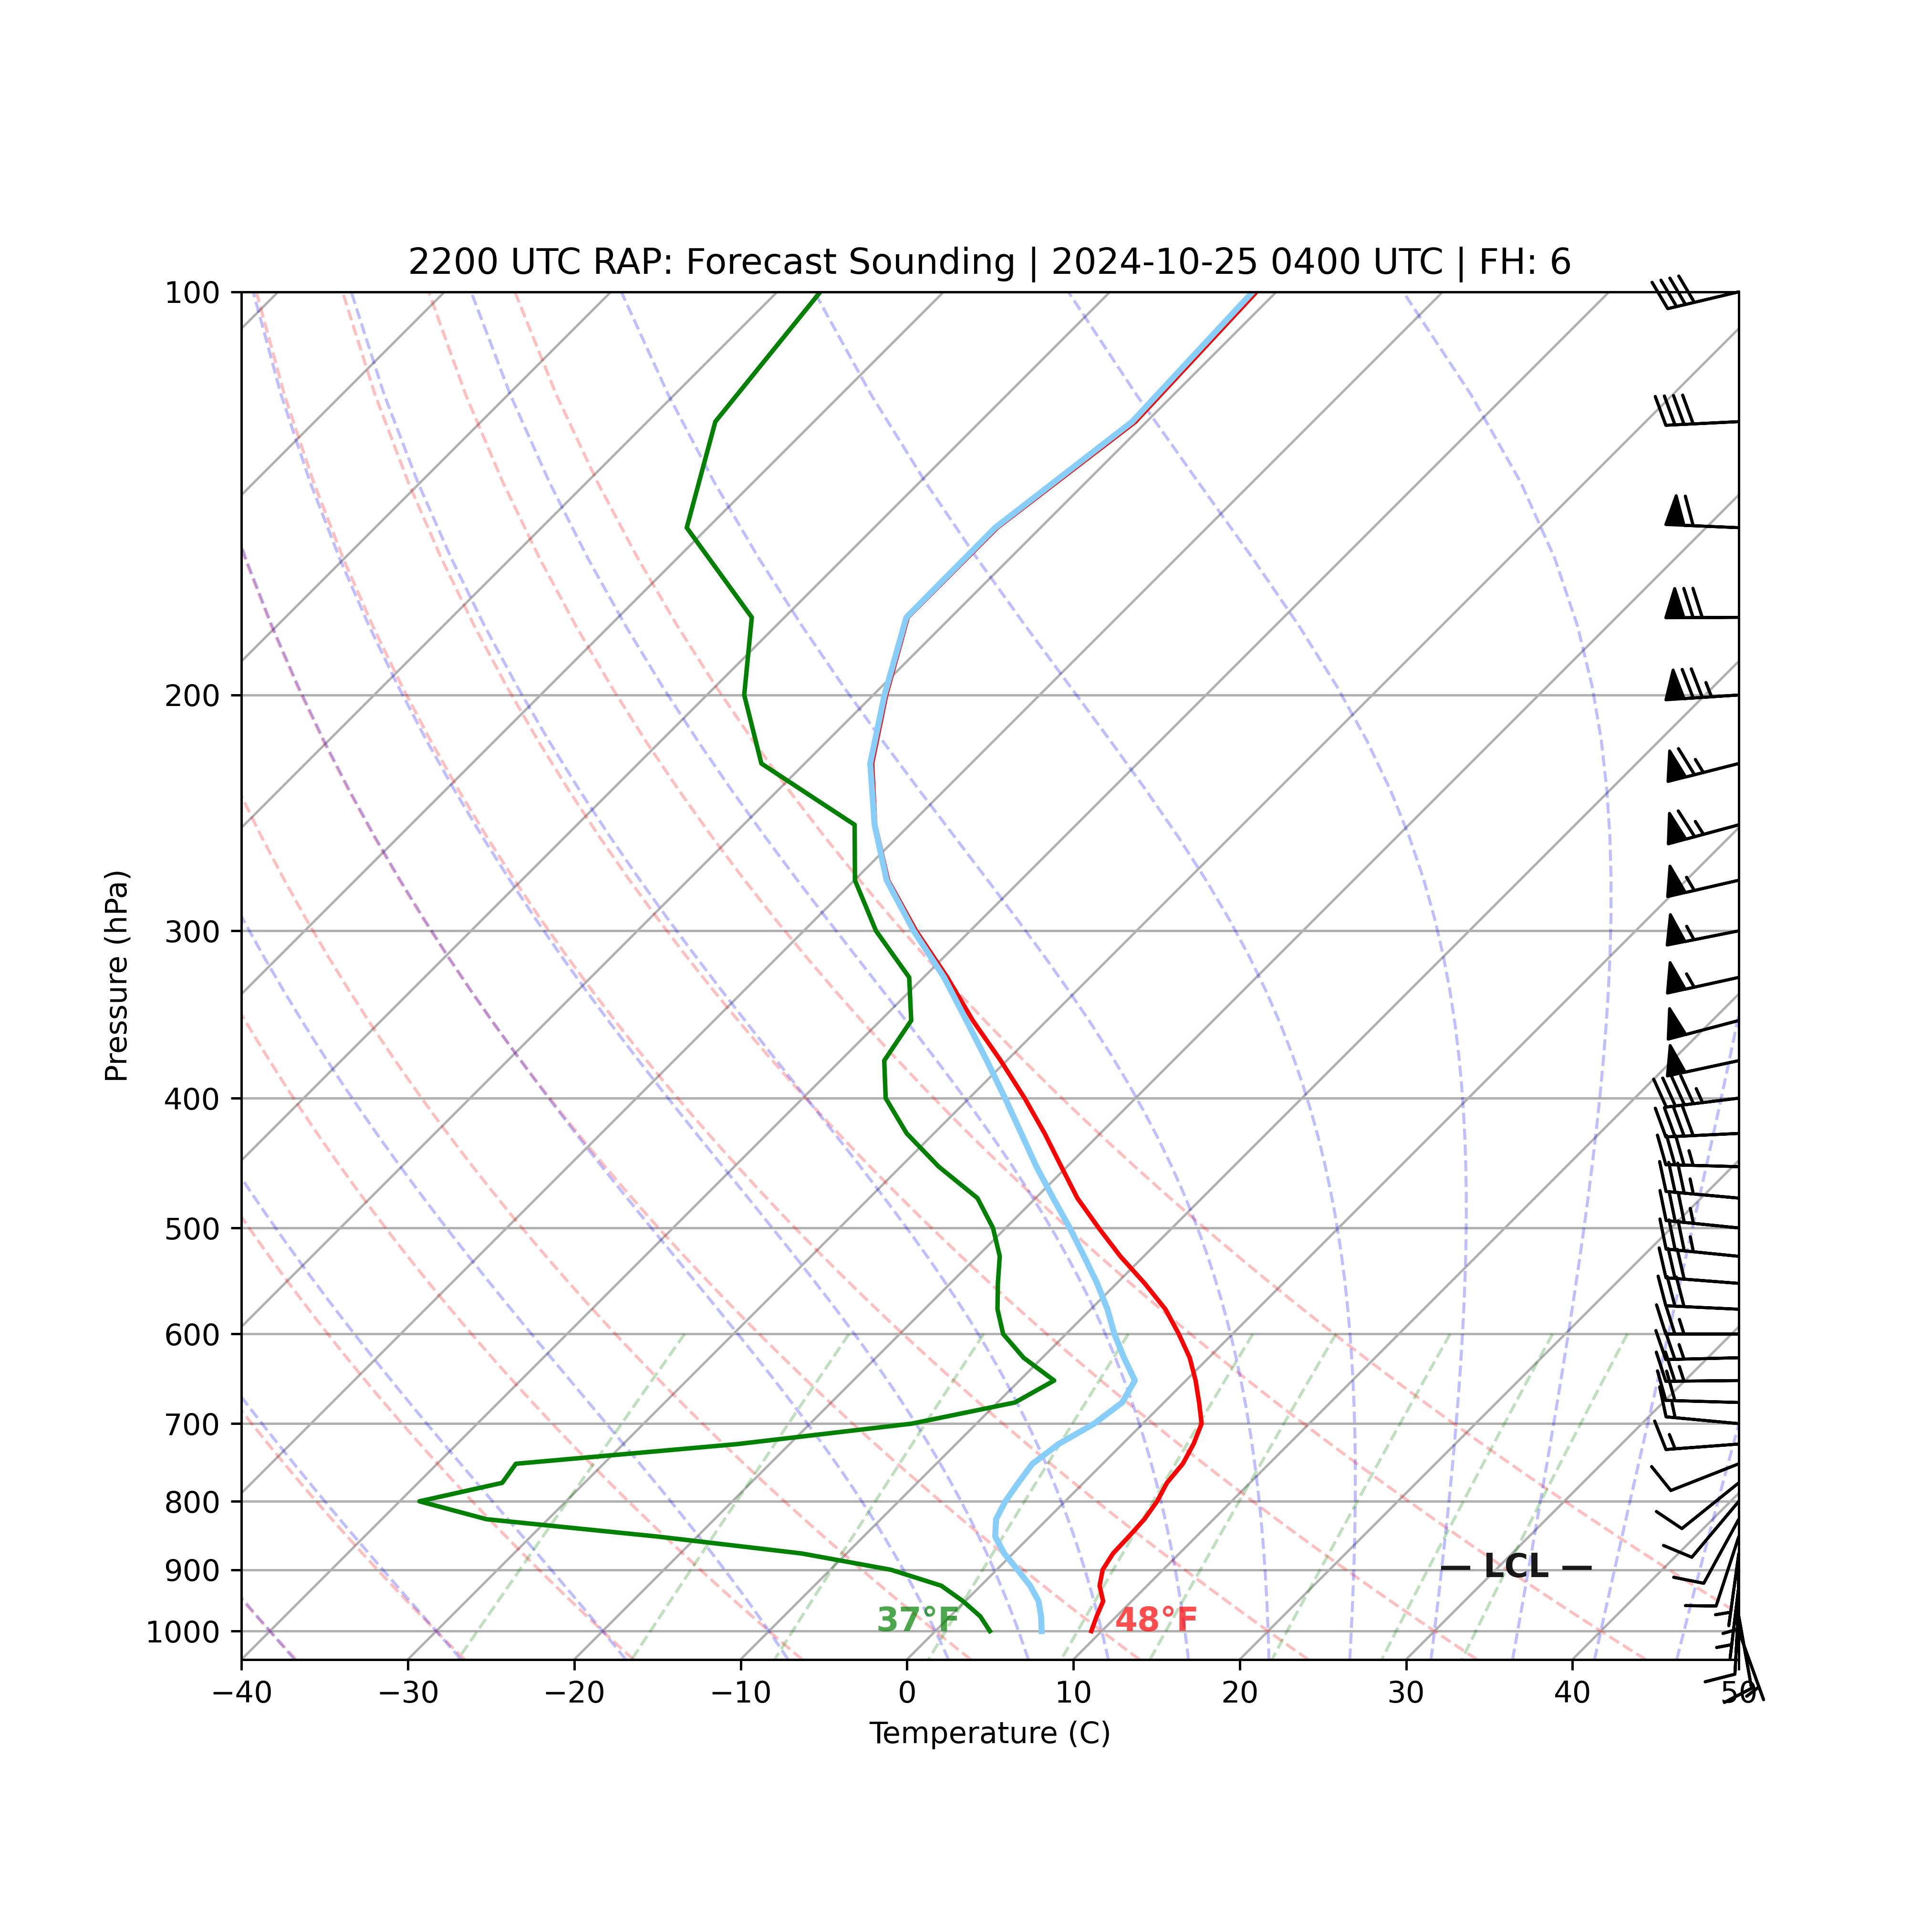 2200 UTC RAP: Forecast Sounding | 2024-10-25 0400 UTC | FH: 6
100
200
300
400
500
600
700
800
900
1000
Pressure (hPa)
— LCL —
37°F
48°F
−40 −30 −20 −10 0 10 20 30 40 50
Temperature (C)